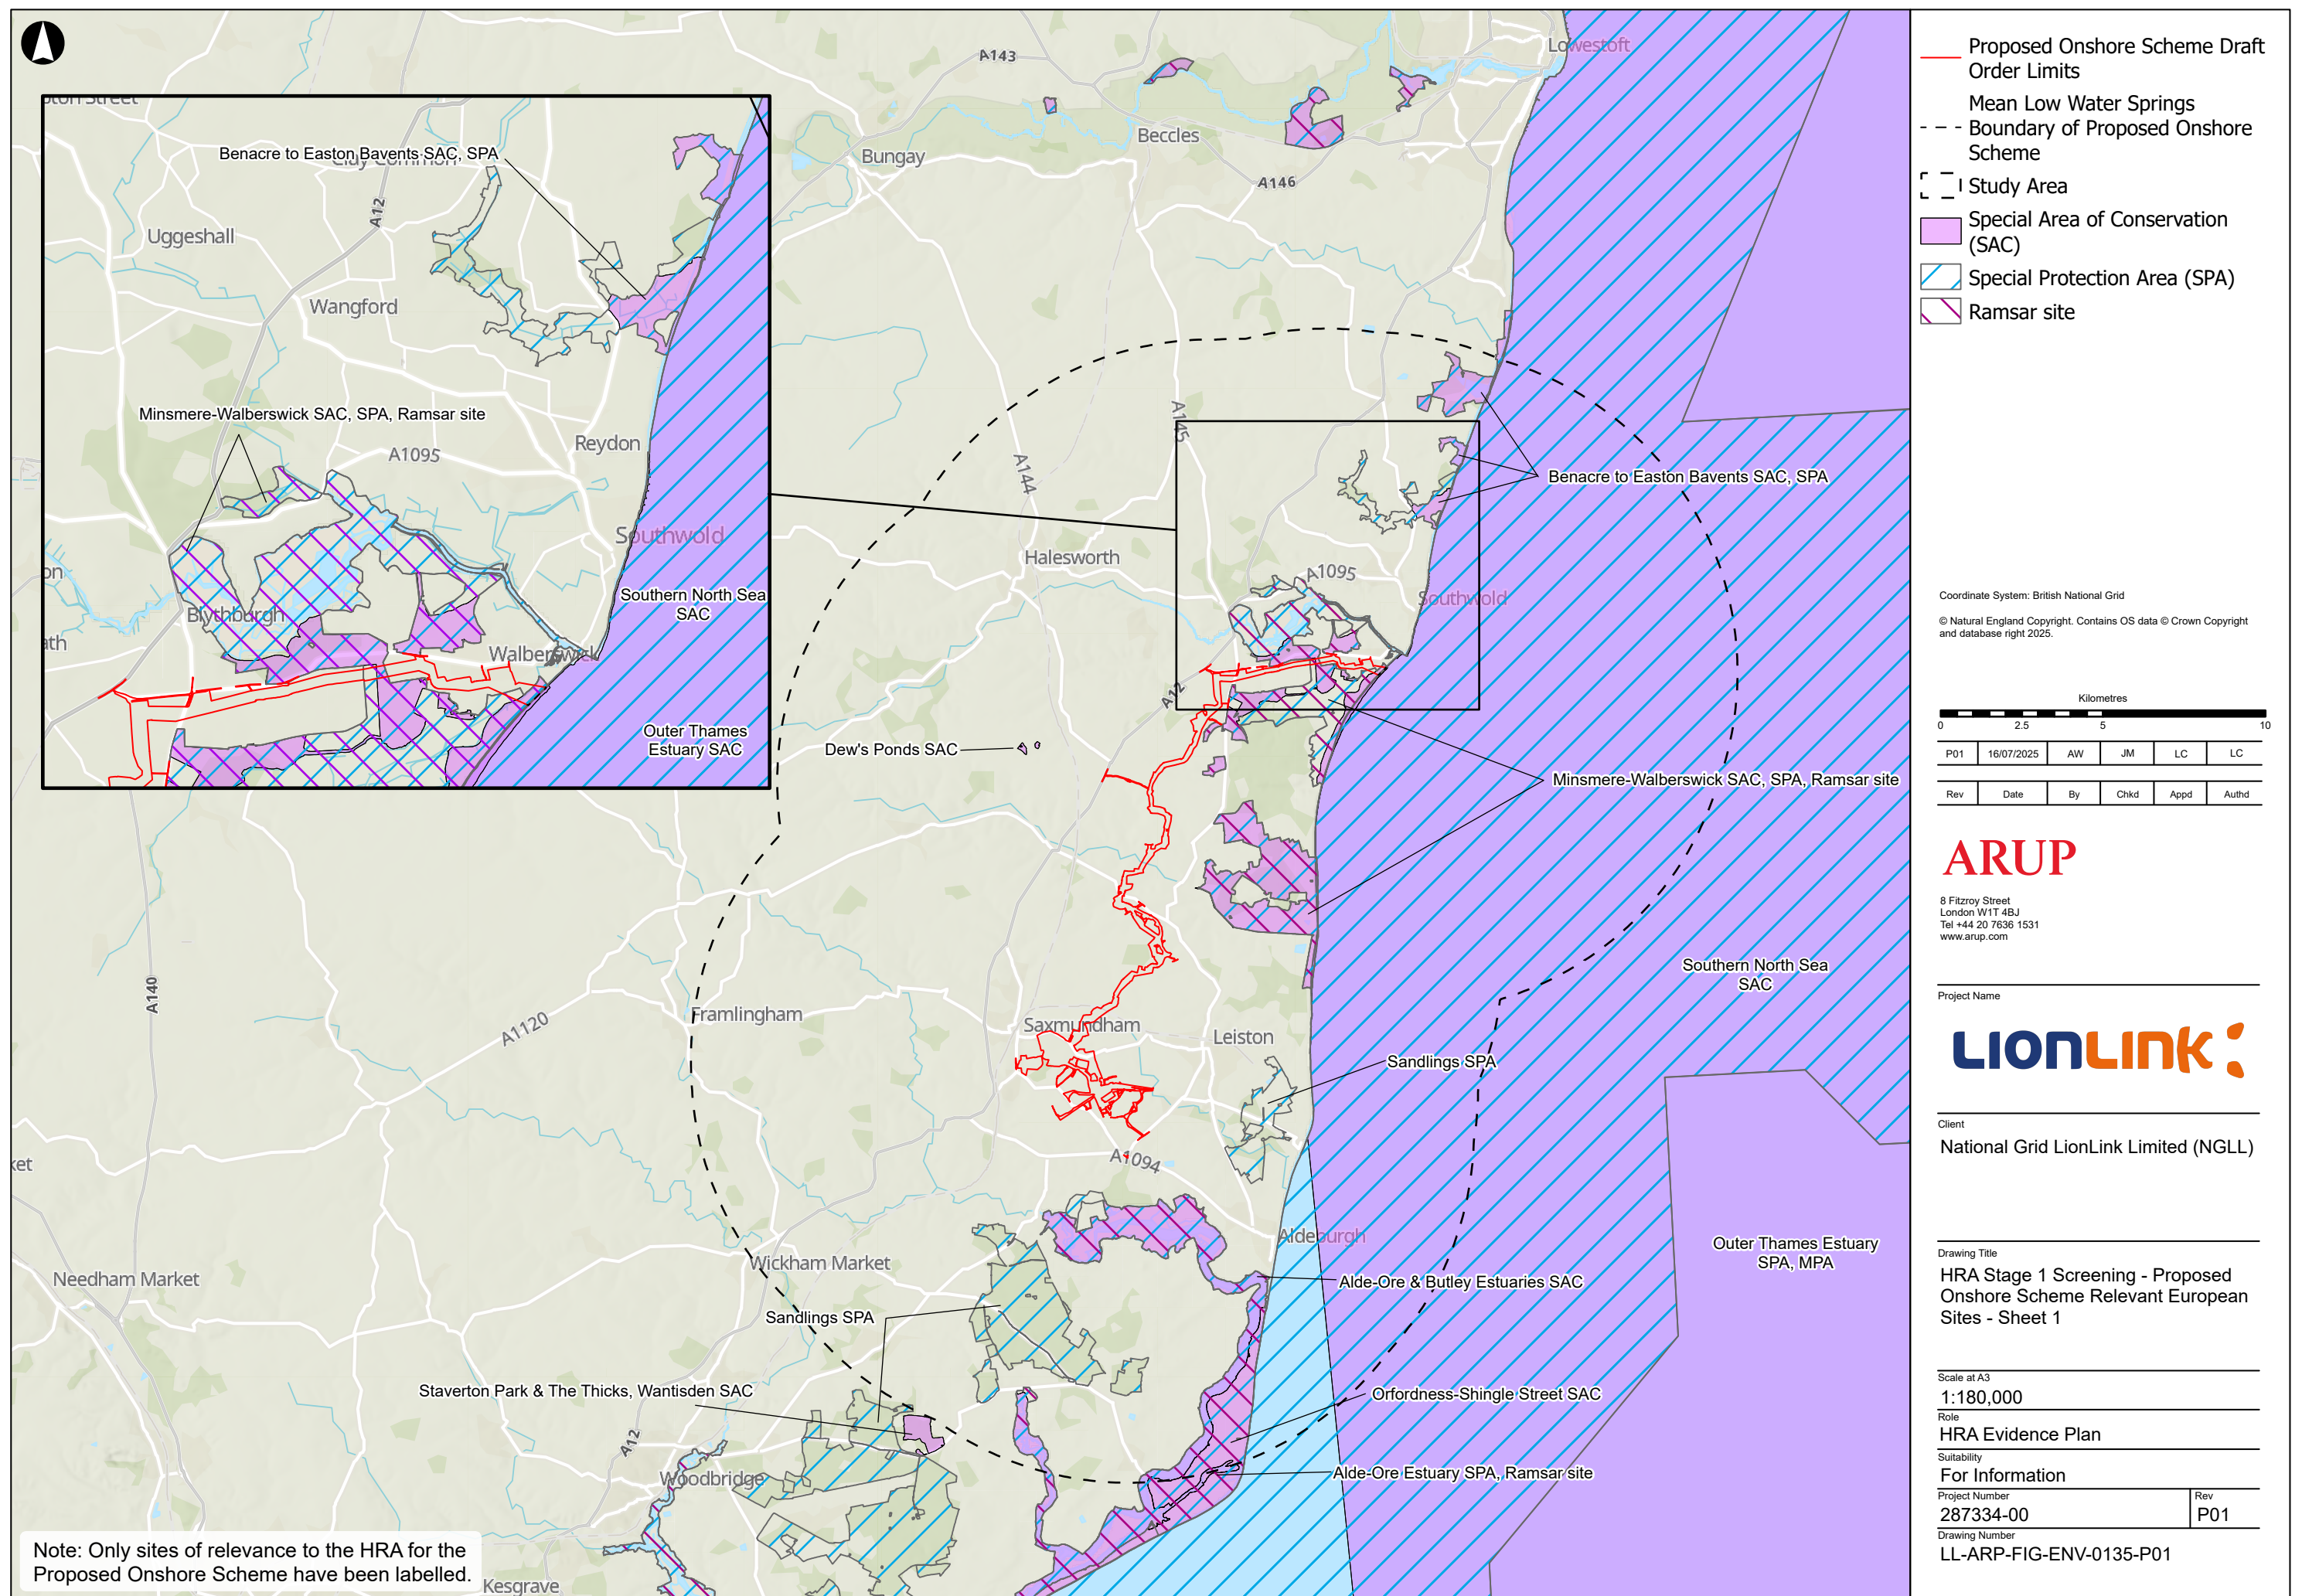 Lowestoft
A143
Beccles
Bungay
A146
A145
A144
Halesworth
A1095
Southwold
A12
Benacre to Easton Bavents SAC, SPA
Dew's Ponds SAC
Minsmere-Walberswick SAC, SPA, Ramsar site
Southern North Sea
SAC
A140
A1120
Framlingham
Saxmundham
Leiston
Sandlings SPA
A1094
Aldeburgh
Outer Thames Estuary
SPA, MPA
Needham Market
Wickham Market
Alde-Ore & Butley Estuaries SAC
Sandlings SPA
Staverton Park & The Thicks, Wantisden SAC
Orfordness-Shingle Street SAC
A12
Woodbridge
Alde-Ore Estuary SPA, Ramsar site
Kesgrave
ket
Note: Only sites of relevance to the HRA for the
Proposed Onshore Scheme have been labelled.
ston Street
Benacre to Easton Bavents SAC, SPA
A12
Uggeshall
Wangford
Minsmere-Walberswick SAC, SPA, Ramsar site
Reydon
A1095
Southwold
Southern North Sea
SAC
on
Blythburgh
ath
Walberswick
Outer Thames
Estuary SAC
Proposed Onshore Scheme Draft
Order Limits
Mean Low Water Springs
Boundary of Proposed Onshore
Scheme
Study Area
Special Area of Conservation
(SAC)
Special Protection Area (SPA)
Ramsar site
Coordinate System: British National Grid
© Natural England Copyright. Contains OS data © Crown Copyright
and database right 2025.
Kilometres
0 2.5 5 10
P01 16/07/2025 AW JM LC LC
Rev Date By Chkd Appd Authd
ARUP
8 Fitzroy Street
London W1T 4BJ
Tel +44 20 7636 1531
www.arup.com
Project Name
LIONLINK
Client
National Grid LionLink Limited (NGLL)
Drawing Title
HRA Stage 1 Screening - Proposed
Onshore Scheme Relevant European
Sites - Sheet 1
Scale at A3
1:180,000
Role
HRA Evidence Plan
Suitability
For Information
Project Number Rev
287334-00 P01
Drawing Number
LL-ARP-FIG-ENV-0135-P01